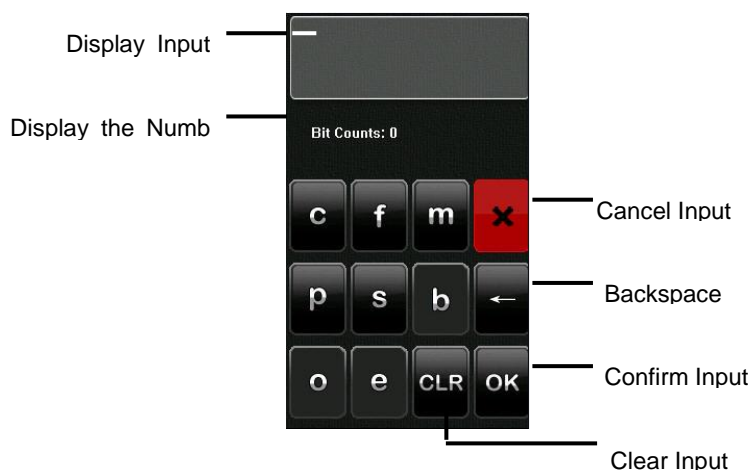 Display Input
Display the Numb
Bit Counts: 0
c f m ×
Cancel Input
p s b ←
Backspace
o e CLR OK
Confirm Input
Clear Input